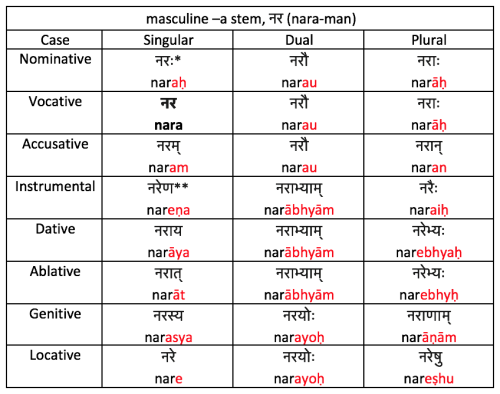 masculine –a stem, नर (nara-man)
Case Singular Dual Plural
Nominative नरः* नरौ नराः
naraḥ narau narāḥ
Vocative नर नरौ नराः
nara narau narāḥ
Accusative नरम् नरौ नरान्
naram narau naran
Instrumental नरेण** नराभ्याम् नरैः
nareṇa narābhyām naraiḥ
Dative नराय नराभ्याम् नरेभ्यः
narāya narābhyām narebhyaḥ
Ablative नरात् नराभ्याम् नरेभ्यः
narāt narābhyām narebhyḥ
Genitive नरस्य नरयोः नराणाम्
narasya narayoḥ narāṇām
Locative नरे नरयोः नरेषु
nare narayoḥ nareṣhu